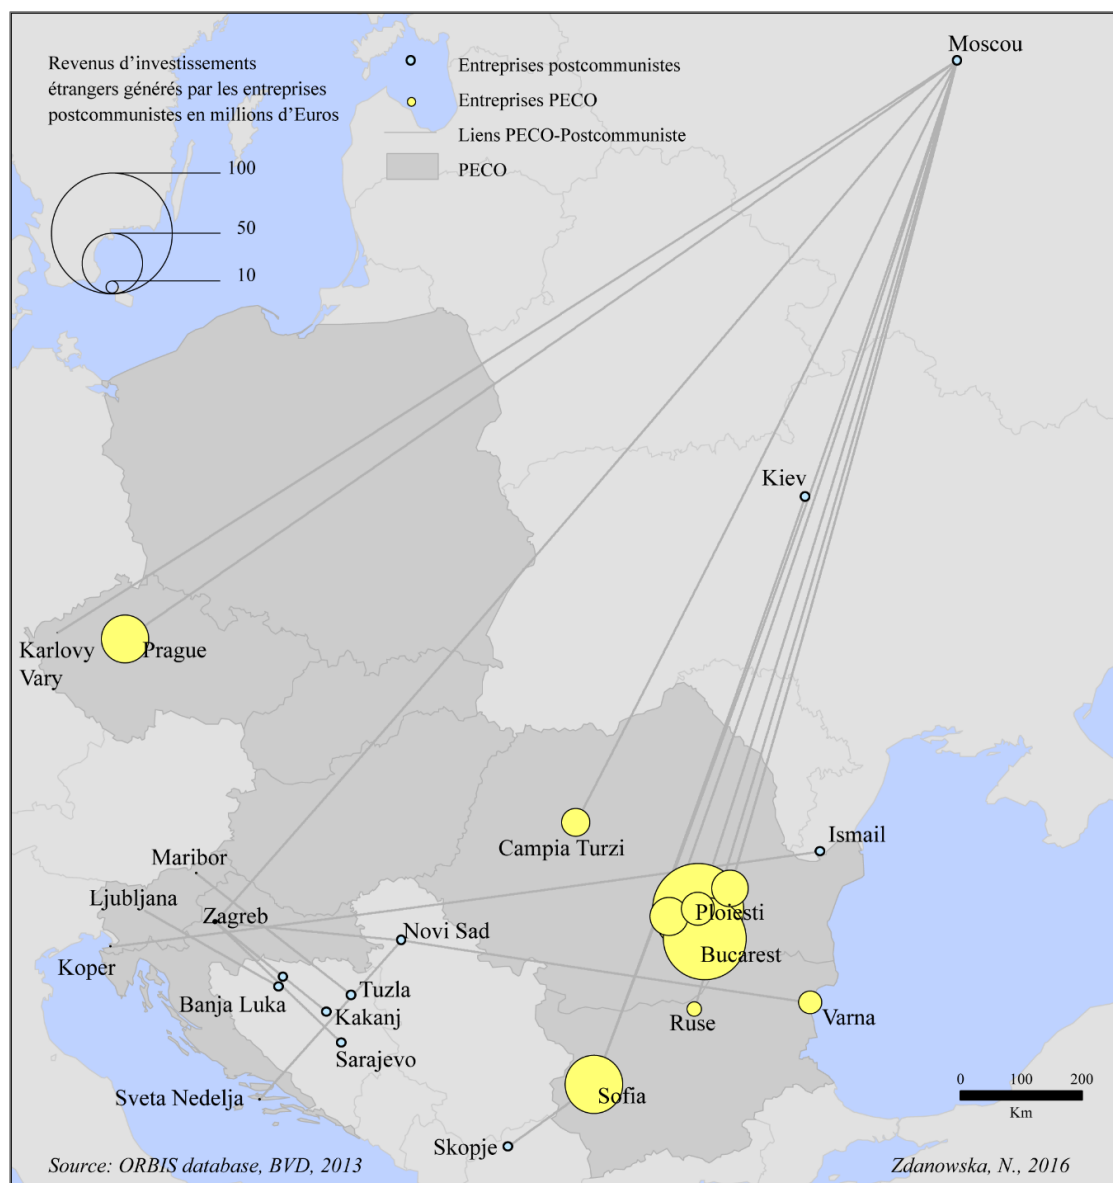 Revenus d’investissements
étrangers générés par les entreprises
postcommunistes en millions d’Euros
100
50
10
Entreprises postcommunistes
Entreprises PECO
Liens PECO-Postcommuniste
PECO
Moscou
Kiev
Karlovy
Vary
Prague
Campia Turzi
Ismail
Maribor
Ljubljana
Zagreb
Ploiesti
Novi Sad
Bucarest
Koper
Banja Luka
Tuzla
Kakanj
Ruse
Varna
Sarajevo
Sveta Nedelja
Sofia
Skopje
0 100 200
Km
Source: ORBIS database, BVD, 2013
Zdanowska, N., 2016